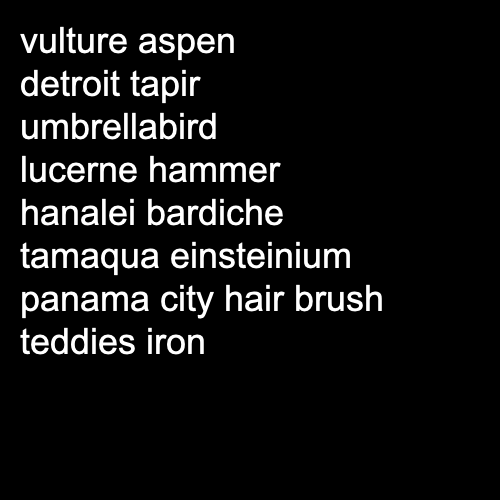 vulture aspen
detroit tapir
umbrellabird
lucerne hammer
hanalei bardiche
tamaqua einsteinium
panama city hair brush
teddies iron